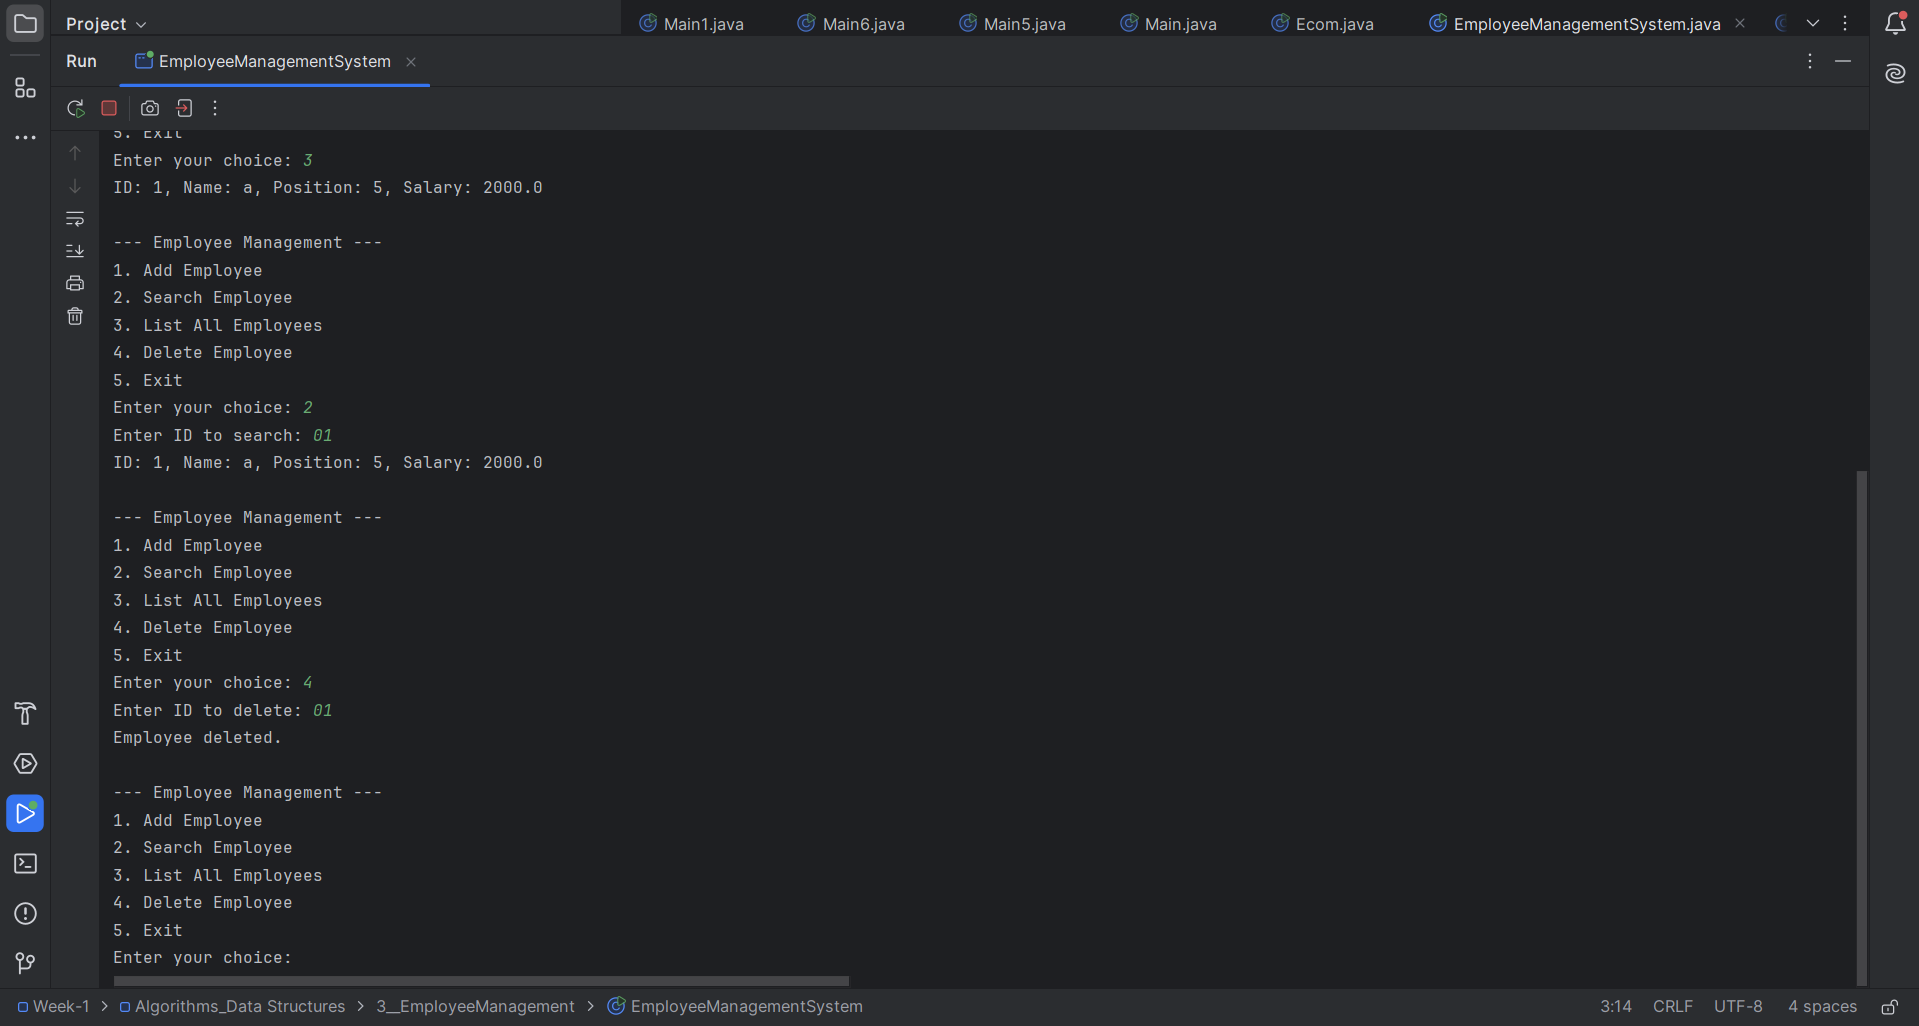 Project
Main1.java Main6.java Main5.java Main.java Ecom.java EmployeeManagementSystem.java
Run EmployeeManagementSystem
5. Exit
Enter your choice: 3
ID: 1, Name: a, Position: 5, Salary: 2000.0
--- Employee Management ---
1. Add Employee
2. Search Employee
3. List All Employees
4. Delete Employee
5. Exit
Enter your choice: 2
Enter ID to search: 01
ID: 1, Name: a, Position: 5, Salary: 2000.0
--- Employee Management ---
1. Add Employee
2. Search Employee
3. List All Employees
4. Delete Employee
5. Exit
Enter your choice: 4
Enter ID to delete: 01
Employee deleted.
--- Employee Management ---
1. Add Employee
2. Search Employee
3. List All Employees
4. Delete Employee
5. Exit
Enter your choice:
Week-1 > Algorithms_Data Structures > 3__EmployeeManagement > EmployeeManagementSystem 3:14 CRLF UTF-8 4 spaces